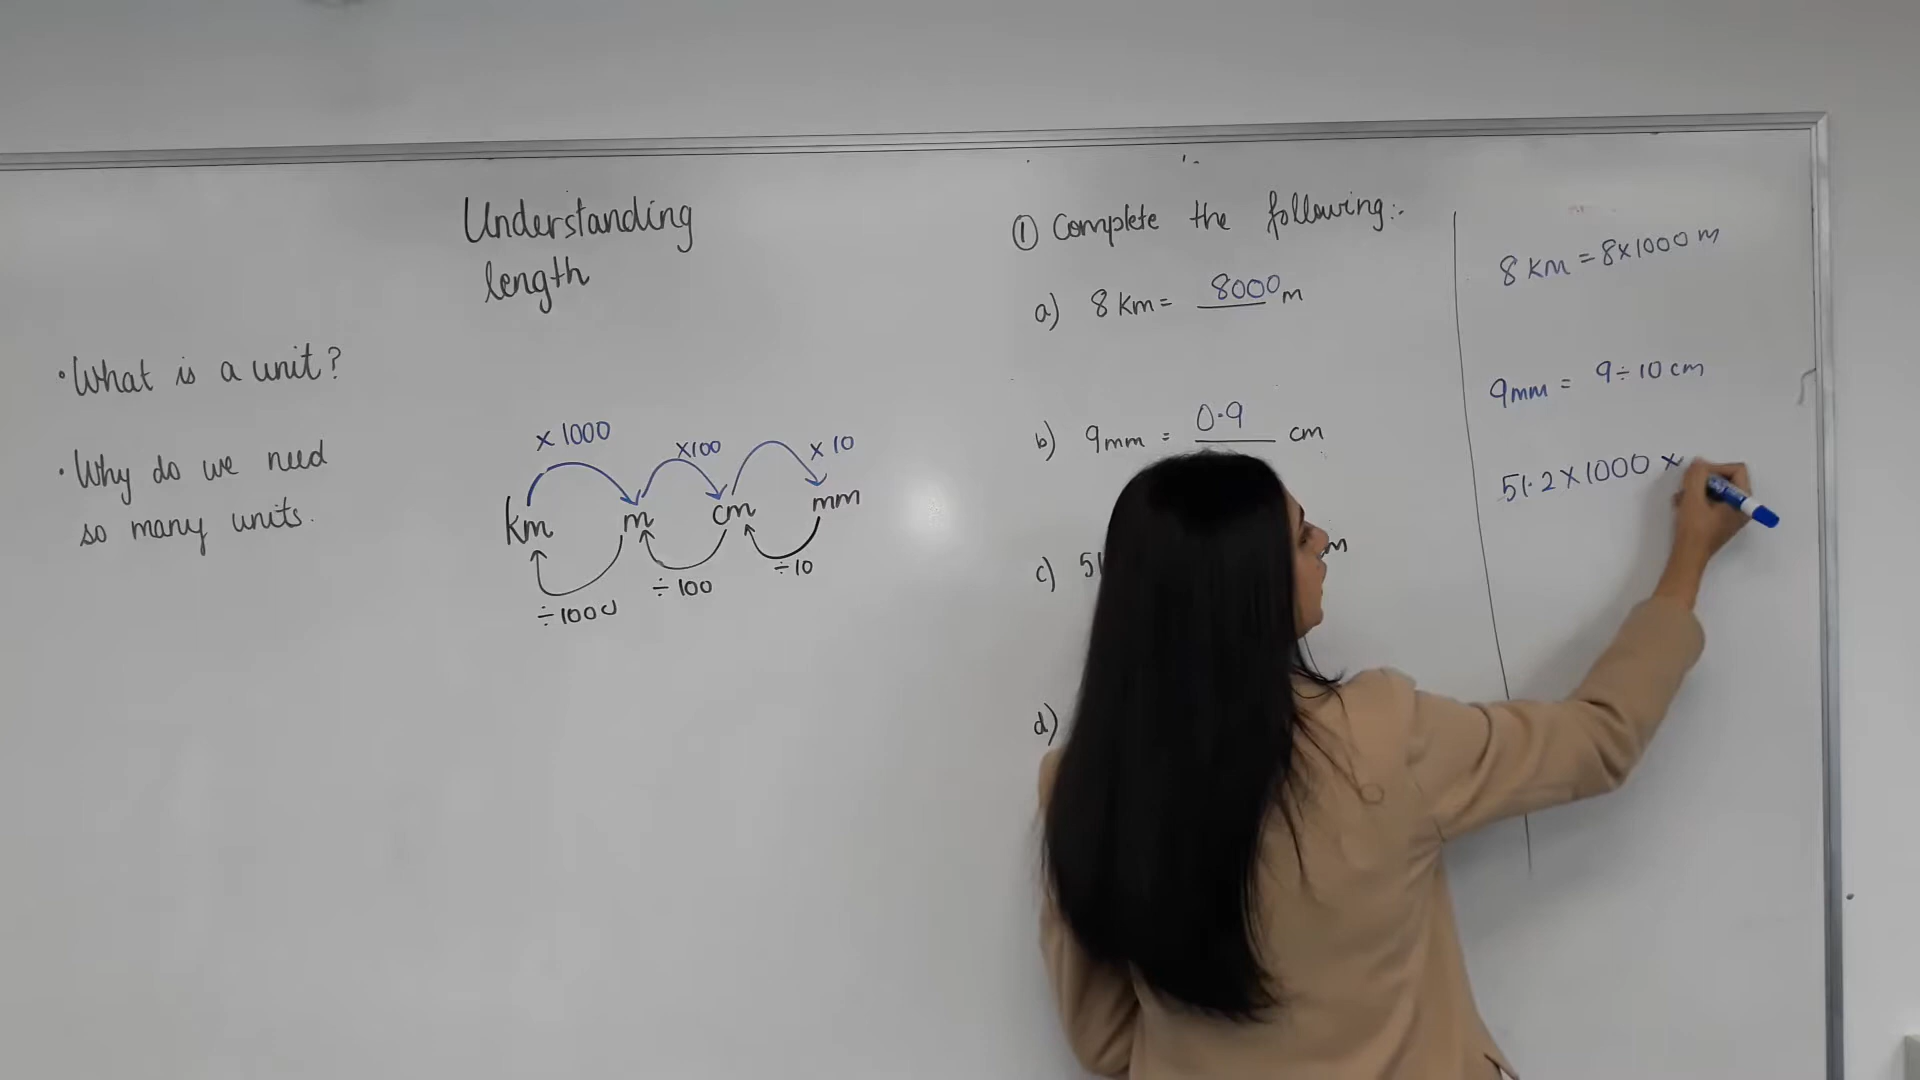 Understanding
length
• What is a unit?
• Why do we need
so many units.
x 1000
x100
x 10
km
m
cm
mm
÷1000
÷ 100
÷10
① Complete the following:-
a) 8 km = 8000 m
b) 9mm = 0.9 cm
c) 51
d)
8 km = 8x1000 m
9mm = 9÷10 cm
51.2 x 1000 x